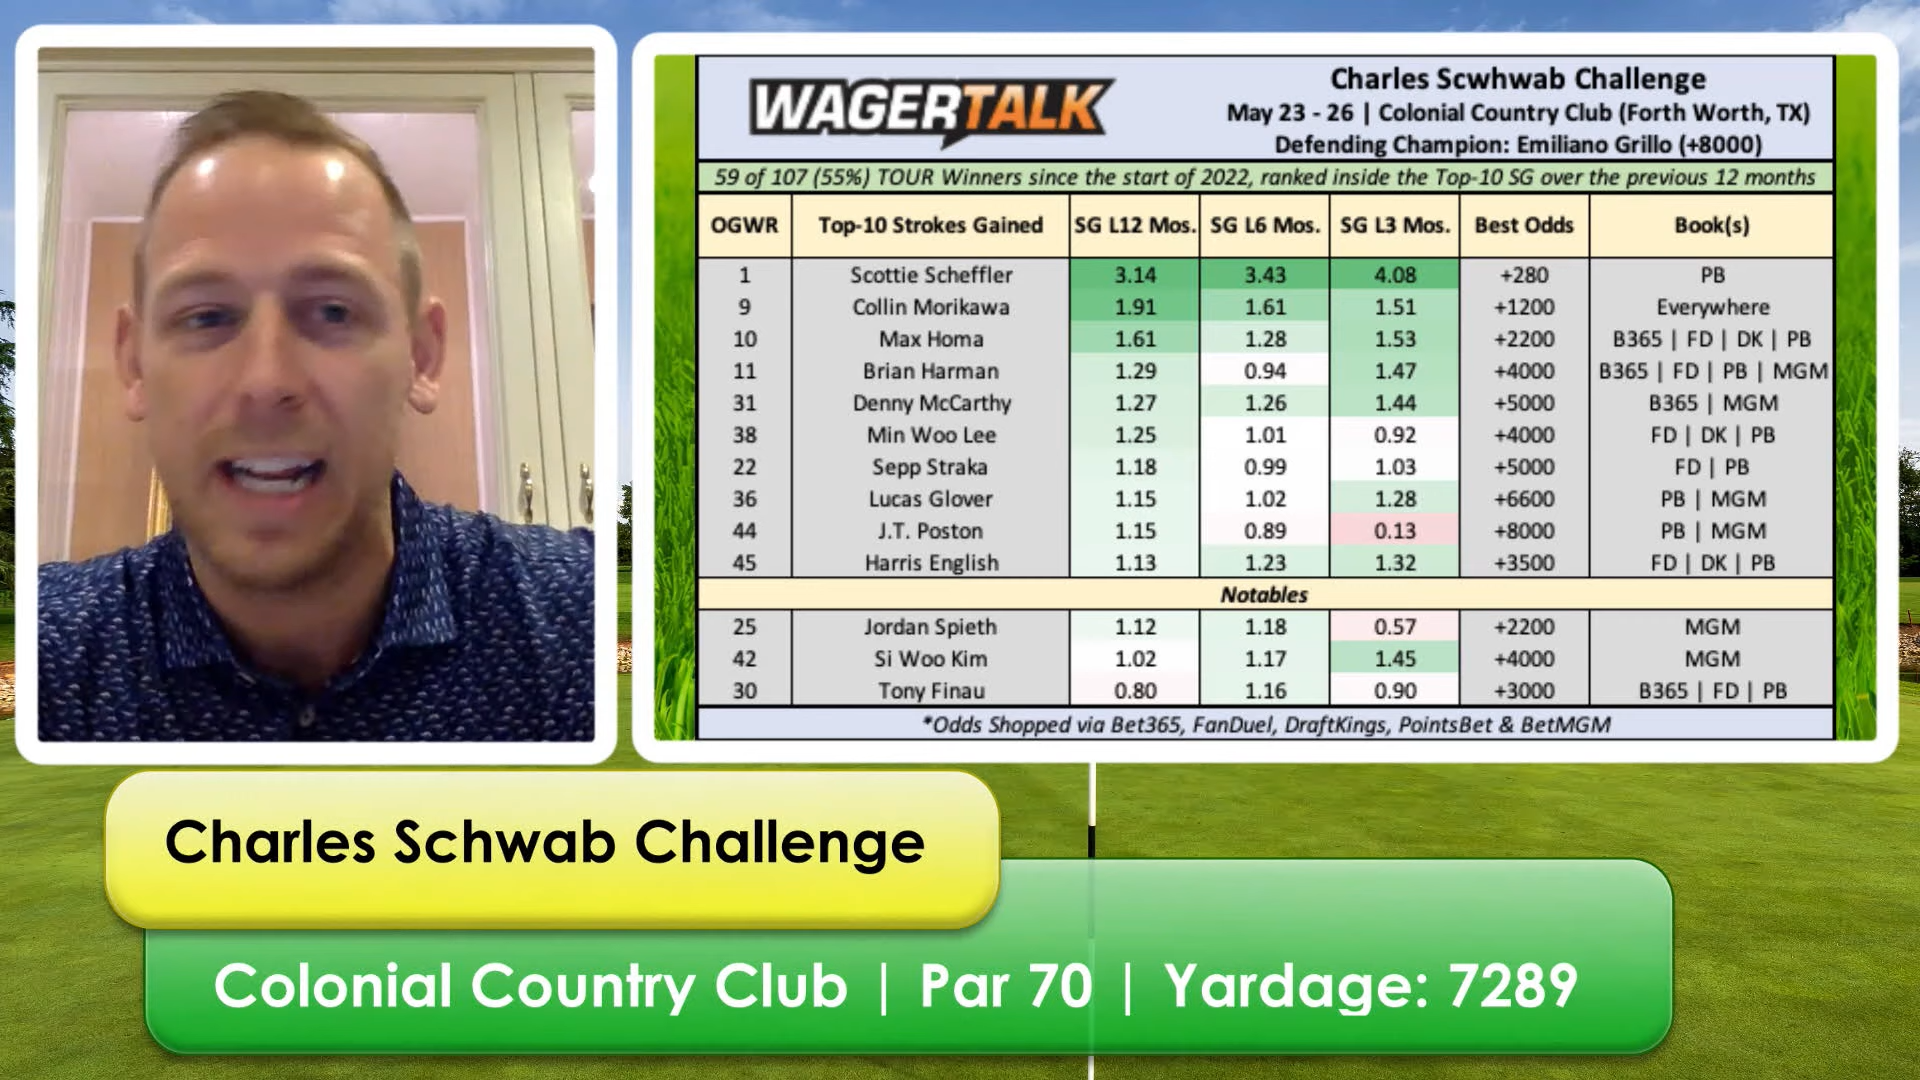 WAGERTALK
Charles Scwhwab Challenge
May 23 - 26 | Colonial Country Club (Forth Worth, TX)
Defending Champion: Emiliano Grillo (+8000)
59 of 107 (55%) TOUR Winners since the start of 2022, ranked inside the Top-10 SG over the previous 12 months
OGWR Top-10 Strokes Gained SG L12 Mos. SG L6 Mos. SG L3 Mos. Best Odds Book(s)
1 Scottie Scheffler 3.14 3.43 4.08 +280 PB
9 Collin Morikawa 1.91 1.61 1.51 +1200 Everywhere
10 Max Homa 1.61 1.28 1.53 +2200 B365 | FD | DK | PB
11 Brian Harman 1.29 0.94 1.47 +4000 B365 | FD | PB | MGM
31 Denny McCarthy 1.27 1.26 1.44 +5000 B365 | MGM
38 Min Woo Lee 1.25 1.01 0.92 +4000 FD | DK | PB
22 Sepp Straka 1.18 0.99 1.03 +5000 FD | PB
36 Lucas Glover 1.15 1.02 1.28 +6600 PB | MGM
44 J.T. Poston 1.15 0.89 0.13 +8000 PB | MGM
45 Harris English 1.13 1.23 1.32 +3500 FD | DK | PB
Notables
25 Jordan Spieth 1.12 1.18 0.57 +2200 MGM
42 Si Woo Kim 1.02 1.17 1.45 +4000 MGM
30 Tony Finau 0.80 1.16 0.90 +3000 B365 | FD | PB
*Odds Shopped via Bet365, FanDuel, DraftKings, PointsBet & BetMGM
Charles Schwab Challenge
Colonial Country Club | Par 70 | Yardage: 7289